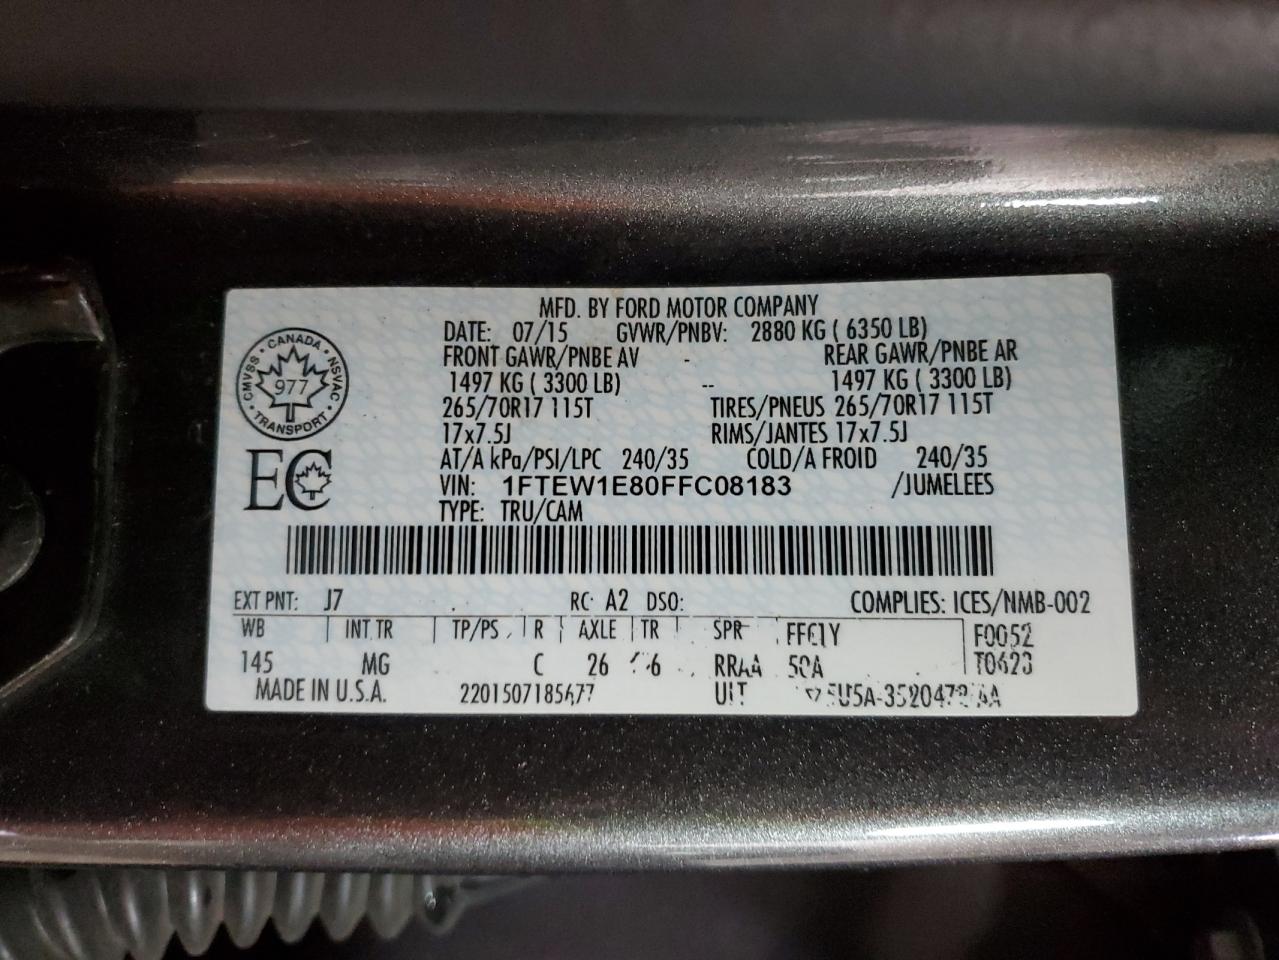 MFD. BY FORD MOTOR COMPANY
DATE: 07/15 GVWR/PNBV: 2880 KG ( 6350 LB)
FRONT GAWR/PNBE AV - REAR GAWR/PNBE AR
1497 KG ( 3300 LB) -- 1497 KG ( 3300 LB)
265/70R17 115T TIRES/PNEUS 265/70R17 115T
17x7.5J RIMS/JANTES 17x7.5J
AT/A kPa/PSI/LPC 240/35 COLD/A FROID 240/35
VIN: 1FTEW1E80FFC08183 /JUMELEES
TYPE: TRU/CAM
CANADA
CMVSS NSVAC
977
TRANSPORT
EC
EXT PNT: J7 RC: A2 DSO: COMPLIES: ICES/NMB-002
WB INT TR TP/PS R AXLE TR SPR F0052
145 MG C 26 6 RRAA 50A T0623
MADE IN U.S.A. 2201507185677